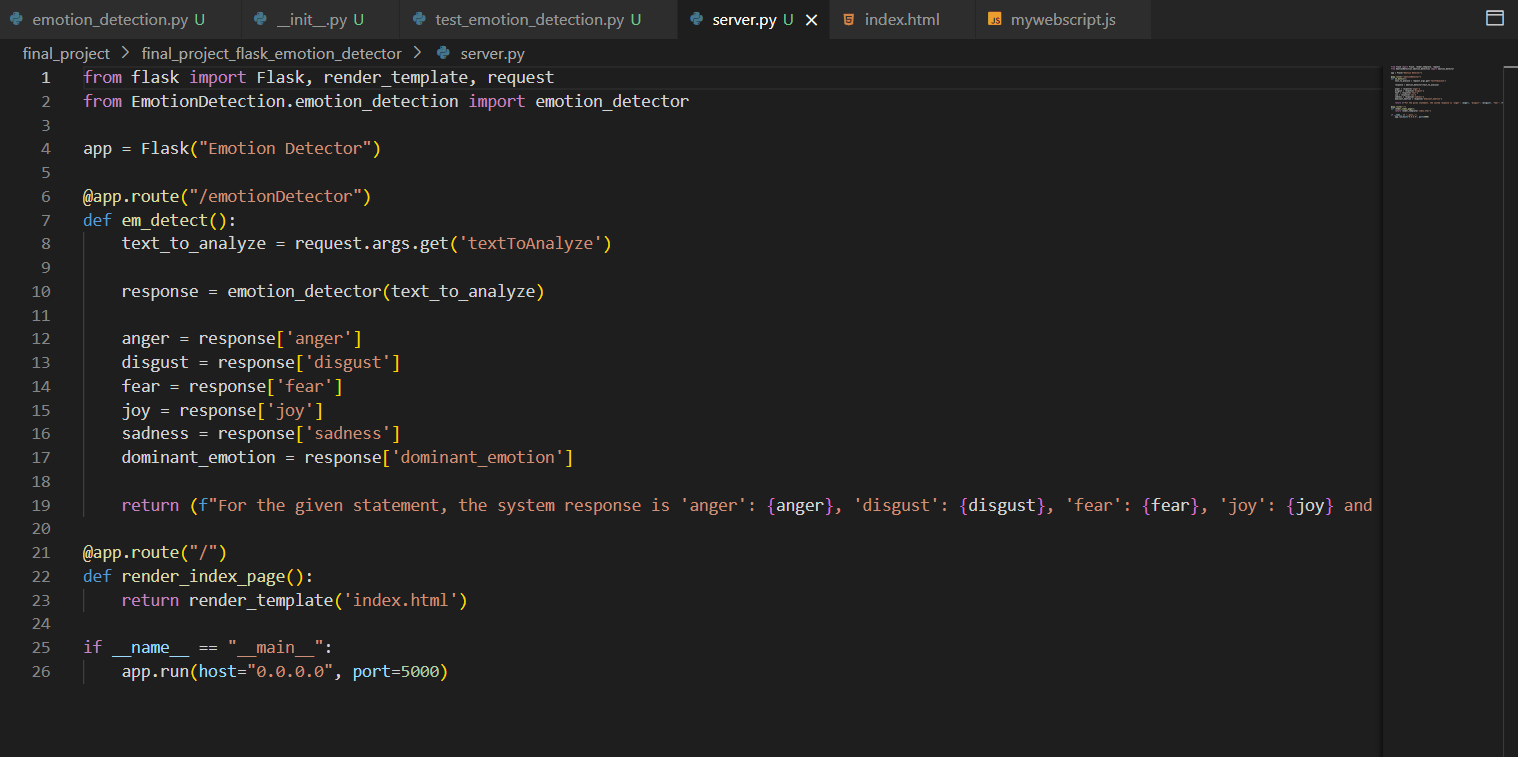 emotion_detection.py U __init__.py U test_emotion_detection.py U server.py U index.html JS mywebscript.js
final_project > final_project_flask_emotion_detector > server.py
1 from flask import Flask, render_template, request
2 from EmotionDetection.emotion_detection import emotion_detector
3
4 app = Flask("Emotion Detector")
5
6 @app.route("/emotionDetector")
7 def em_detect():
8     text_to_analyze = request.args.get('textToAnalyze')
9
10     response = emotion_detector(text_to_analyze)
11
12     anger = response['anger']
13     disgust = response['disgust']
14     fear = response['fear']
15     joy = response['joy']
16     sadness = response['sadness']
17     dominant_emotion = response['dominant_emotion']
18
19     return (f"For the given statement, the system response is 'anger': {anger}, 'disgust': {disgust}, 'fear': {fear}, 'joy': {joy} and
20
21 @app.route("/")
22 def render_index_page():
23     return render_template('index.html')
24
25 if __name__ == "__main__":
26     app.run(host="0.0.0.0", port=5000)